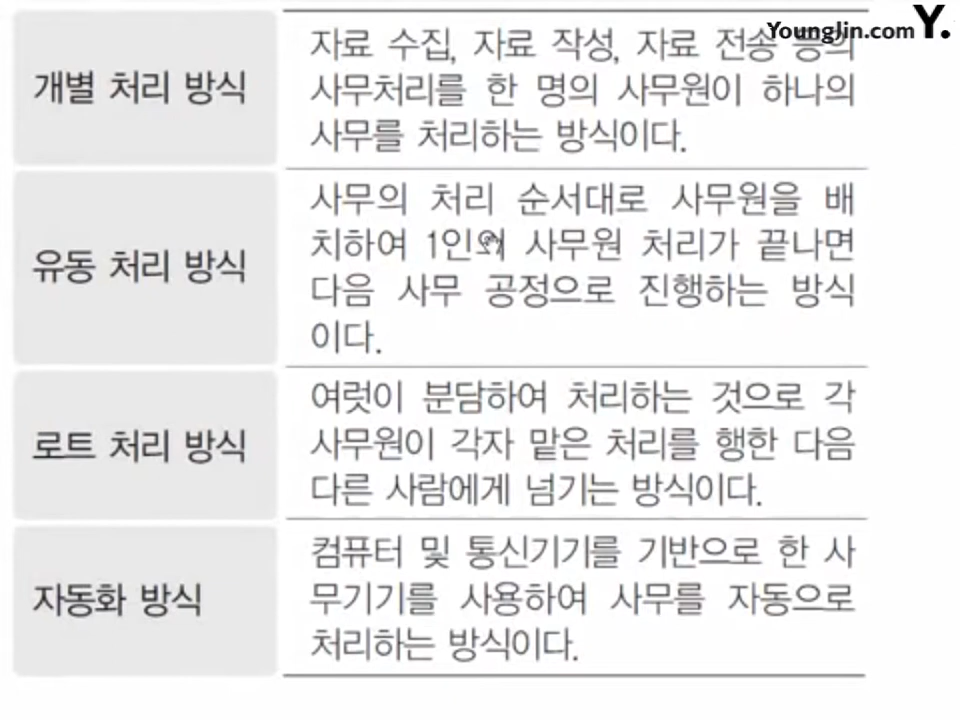 Younglin.com Y.
개별 처리 방식
자료 수집, 자료 작성, 자료 전송 등의
사무처리를 한 명의 사무원이 하나의
사무를 처리하는 방식이다.
유동 처리 방식
사무의 처리 순서대로 사무원을 배
치하여 1인의 사무원 처리가 끝나면
다음 사무 공정으로 진행하는 방식
이다.
로트 처리 방식
여럿이 분담하여 처리하는 것으로 각
사무원이 각자 맡은 처리를 행한 다음
다른 사람에게 넘기는 방식이다.
자동화 방식
컴퓨터 및 통신기기를 기반으로 한 사
무기기를 사용하여 사무를 자동으로
처리하는 방식이다.